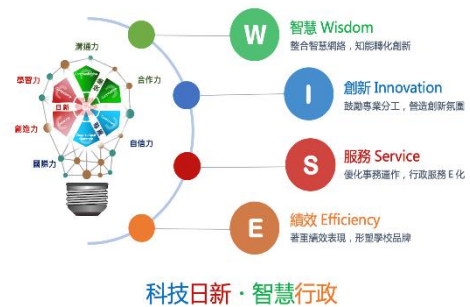 溝通力
學習力
合作力
日新
創造力
自信力
國際力
W
智慧 Wisdom
整合智慧網絡，知能轉化創新
I
創新 Innovation
鼓勵專業分工，營造創新氛圍
S
服務 Service
優化事務運作，行政服務 E 化
E
績效 Efficiency
著重績效表現，形塑學校品牌
科技日新・智慧行政